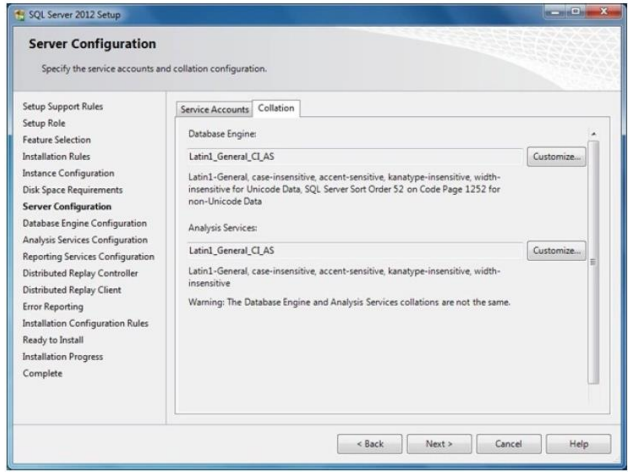 SQL Server 2012 Setup
Server Configuration
Specify the service accounts and collation configuration.
Setup Support Rules
Setup Role
Feature Selection
Installation Rules
Instance Configuration
Disk Space Requirements
Server Configuration
Database Engine Configuration
Analysis Services Configuration
Reporting Services Configuration
Distributed Replay Controller
Distributed Replay Client
Error Reporting
Installation Configuration Rules
Ready to Install
Installation Progress
Complete
Service Accounts Collation
Database Engine:
Latin1_General_CI_AS Customize...
Latin1-General, case-insensitive, accent-sensitive, kanatype-insensitive, width-
insensitive for Unicode Data, SQL Server Sort Order 52 on Code Page 1252 for
non-Unicode Data
Analysis Services:
Latin1_General_CI_AS Customize...
Latin1-General, case-insensitive, accent-sensitive, kanatype-insensitive, width-
insensitive
Warning: The Database Engine and Analysis Services collations are not the same.
< Back Next > Cancel Help